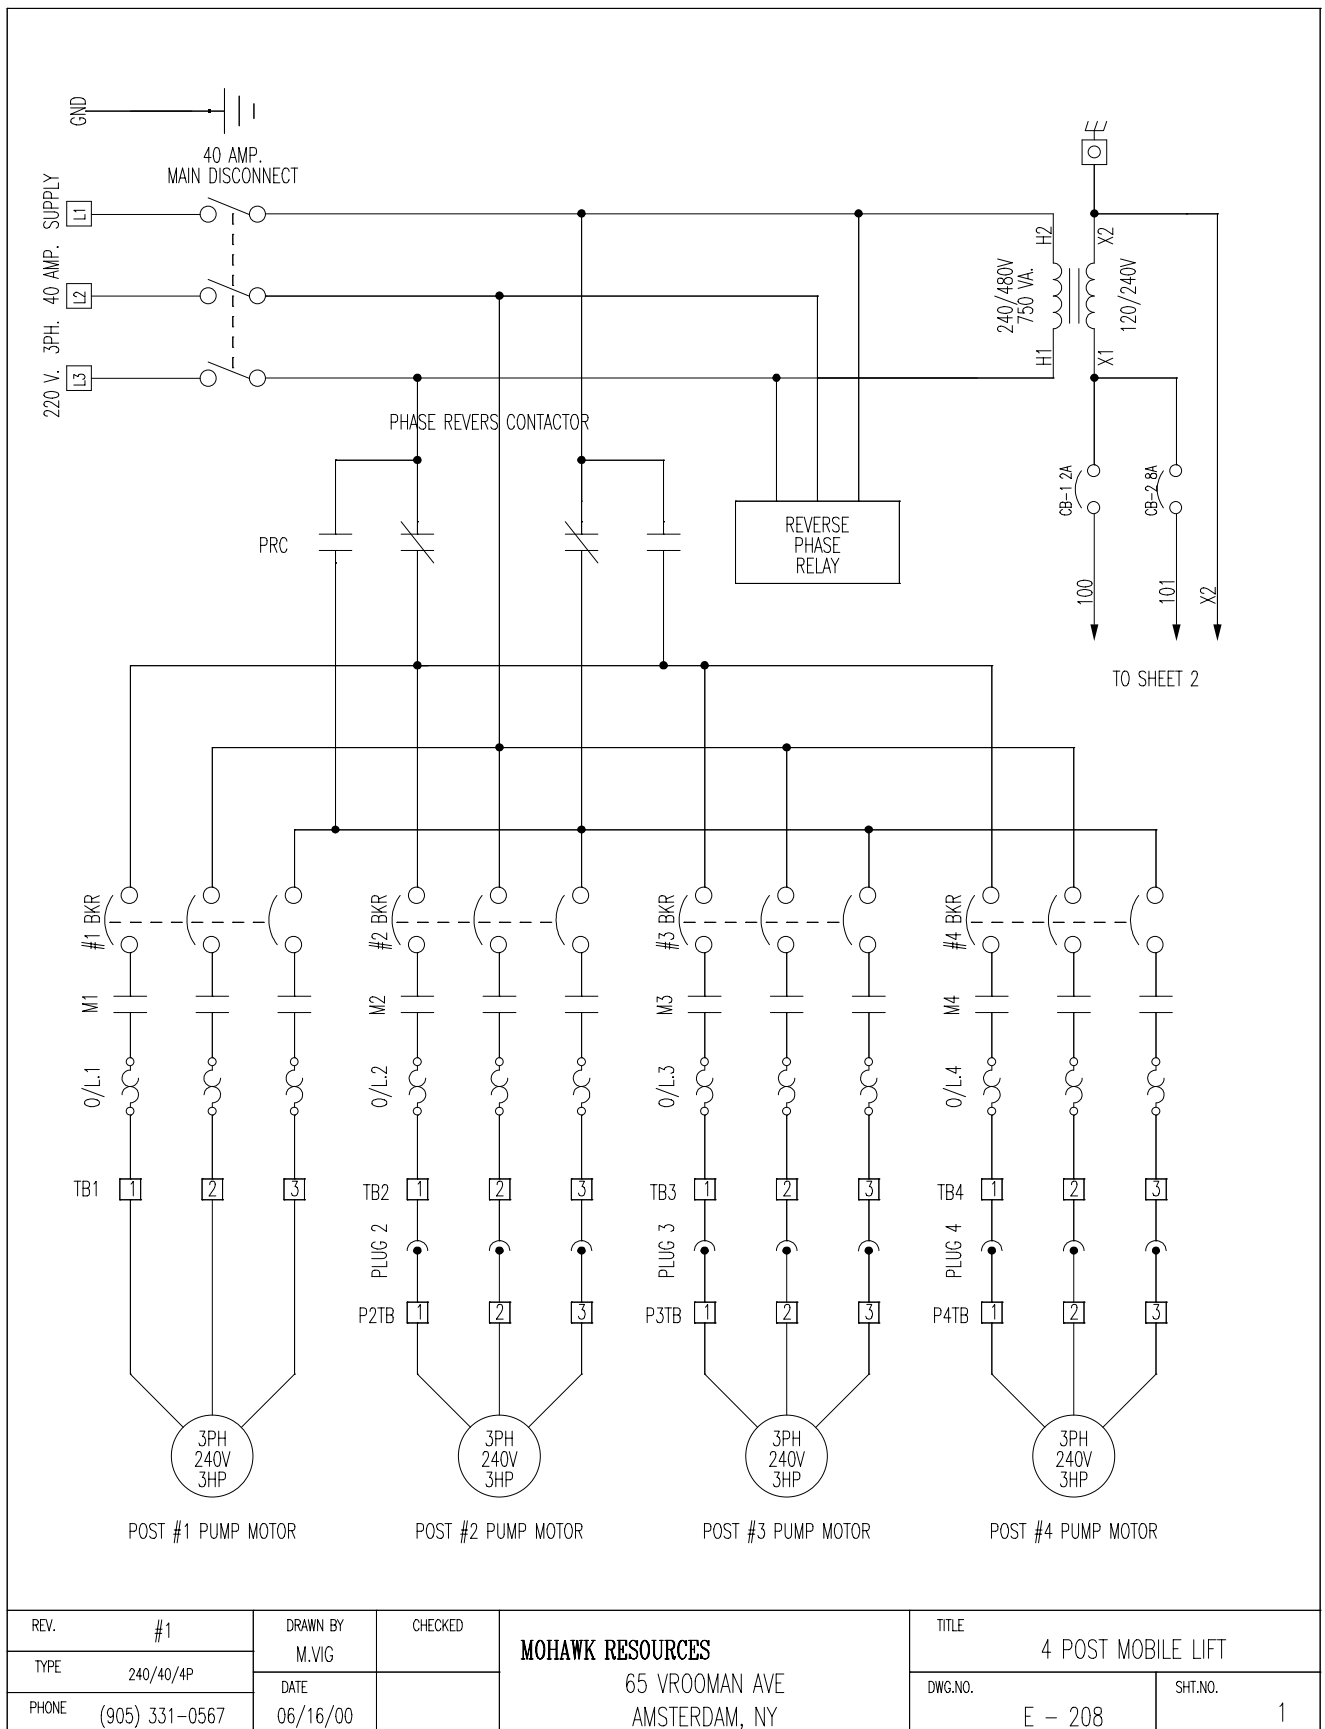 GND
40 AMP.
MAIN DISCONNECT
220 V. 3PH. 40 AMP. SUPPLY
L1
L2
L3
H2
H1
240/480V
750 VA.
X2
X1
120/240V
PHASE REVERS CONTACTOR
PRC
REVERSE
PHASE
RELAY
CB-1 2A
CB-2 8A
100
101
X2
TO SHEET 2
#1 BKR
#2 BKR
#3 BKR
#4 BKR
M1
M2
M3
M4
O/L.1
O/L.2
O/L.3
O/L.4
TB1 1 2 3
TB2 1 2 3
TB3 1 2 3
TB4 1 2 3
PLUG 2
PLUG 3
PLUG 4
P2TB 1 2 3
P3TB 1 2 3
P4TB 1 2 3
3PH
240V
3HP
3PH
240V
3HP
3PH
240V
3HP
3PH
240V
3HP
POST #1 PUMP MOTOR
POST #2 PUMP MOTOR
POST #3 PUMP MOTOR
POST #4 PUMP MOTOR
REV. #1
TYPE 240/40/4P
PHONE (905) 331-0567
DRAWN BY
M.VIG
DATE
06/16/00
CHECKED
MOHAWK RESOURCES
65 VROOMAN AVE
AMSTERDAM, NY
TITLE
4 POST MOBILE LIFT
DWG.NO.
E - 208
SHT.NO.
1